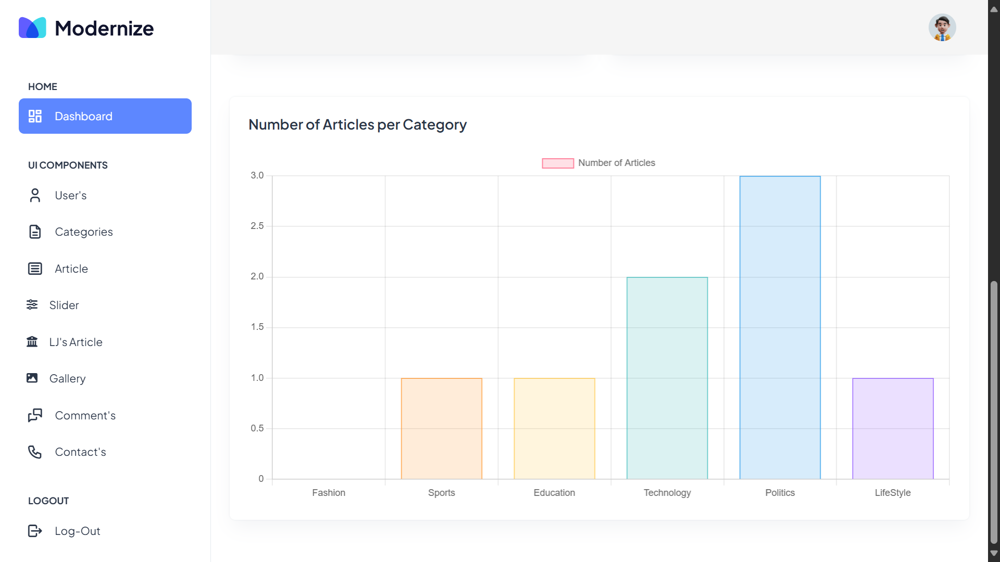 Modernize
HOME
Dashboard
UI COMPONENTS
User's
Categories
Article
Slider
LJ's Article
Gallery
Comment's
Contact's
LOGOUT
Log-Out
Number of Articles per Category
Number of Articles
3.0
2.5
2.0
1.5
1.0
0.5
0
Fashion Sports Education Technology Politics LifeStyle